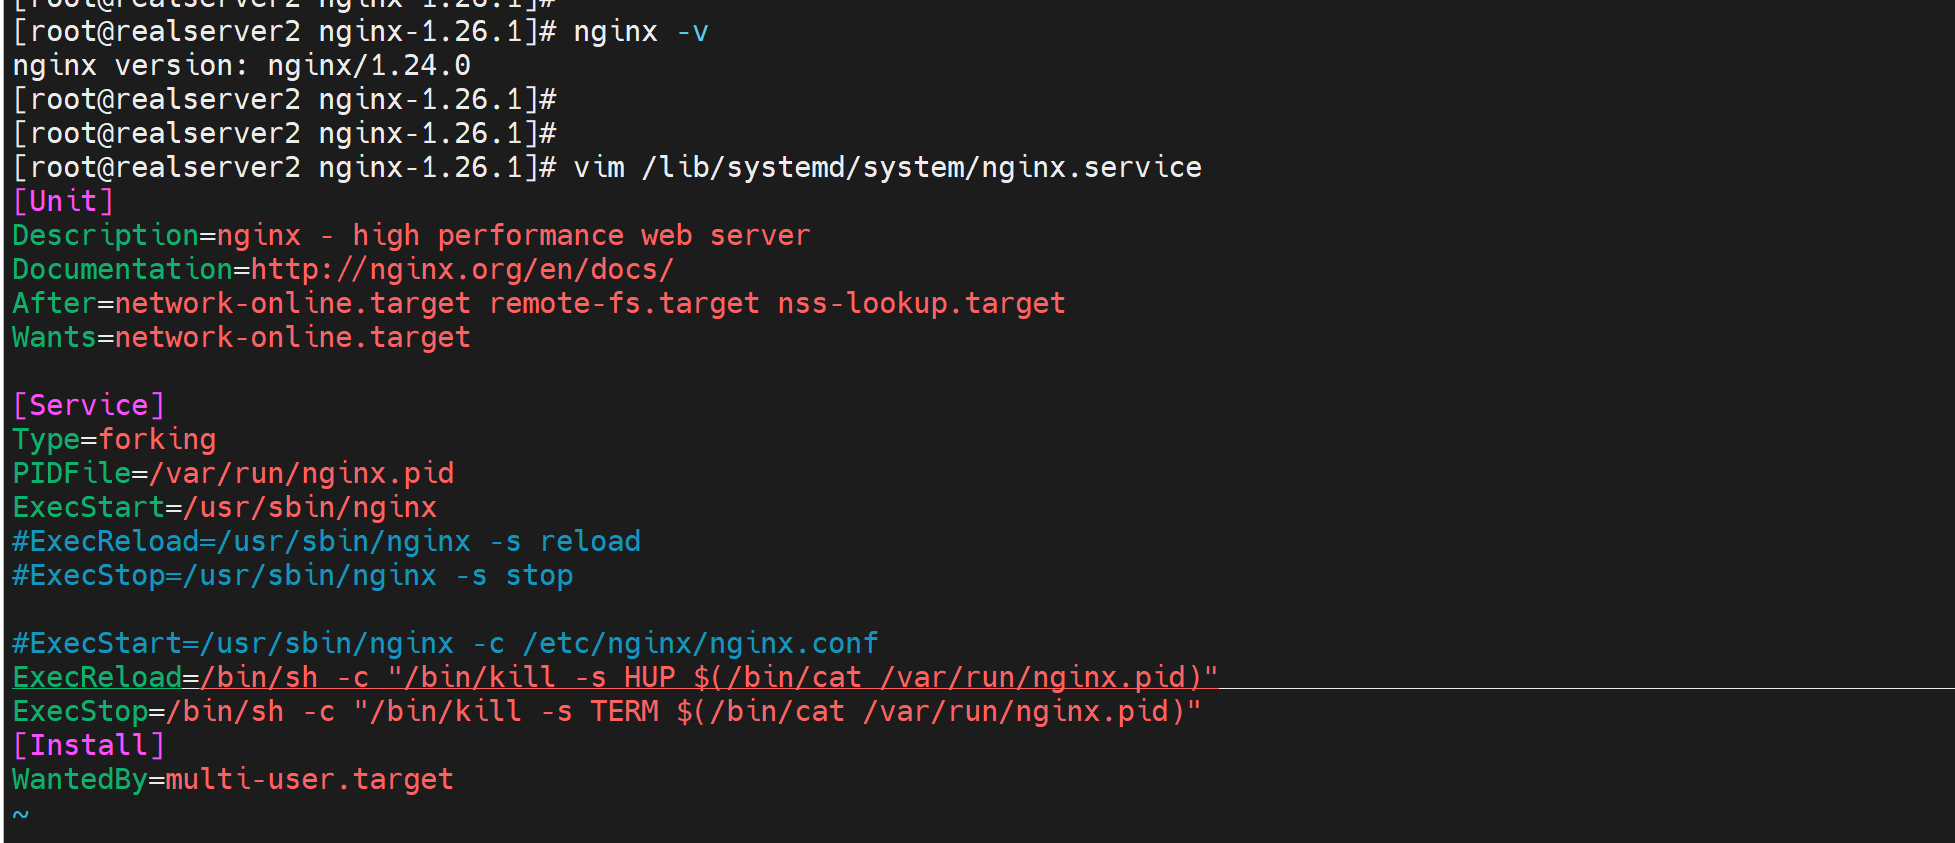 [root@realserver2 nginx-1.26.1]#
[root@realserver2 nginx-1.26.1]# nginx -v
nginx version: nginx/1.24.0
[root@realserver2 nginx-1.26.1]#
[root@realserver2 nginx-1.26.1]#
[root@realserver2 nginx-1.26.1]# vim /lib/systemd/system/nginx.service
[Unit]
Description=nginx - high performance web server
Documentation=http://nginx.org/en/docs/
After=network-online.target remote-fs.target nss-lookup.target
Wants=network-online.target

[Service]
Type=forking
PIDFile=/var/run/nginx.pid
ExecStart=/usr/sbin/nginx
#ExecReload=/usr/sbin/nginx -s reload
#ExecStop=/usr/sbin/nginx -s stop

#ExecStart=/usr/sbin/nginx -c /etc/nginx/nginx.conf
ExecReload=/bin/sh -c "/bin/kill -s HUP $(/bin/cat /var/run/nginx.pid)"
ExecStop=/bin/sh -c "/bin/kill -s TERM $(/bin/cat /var/run/nginx.pid)"
[Install]
WantedBy=multi-user.target
~